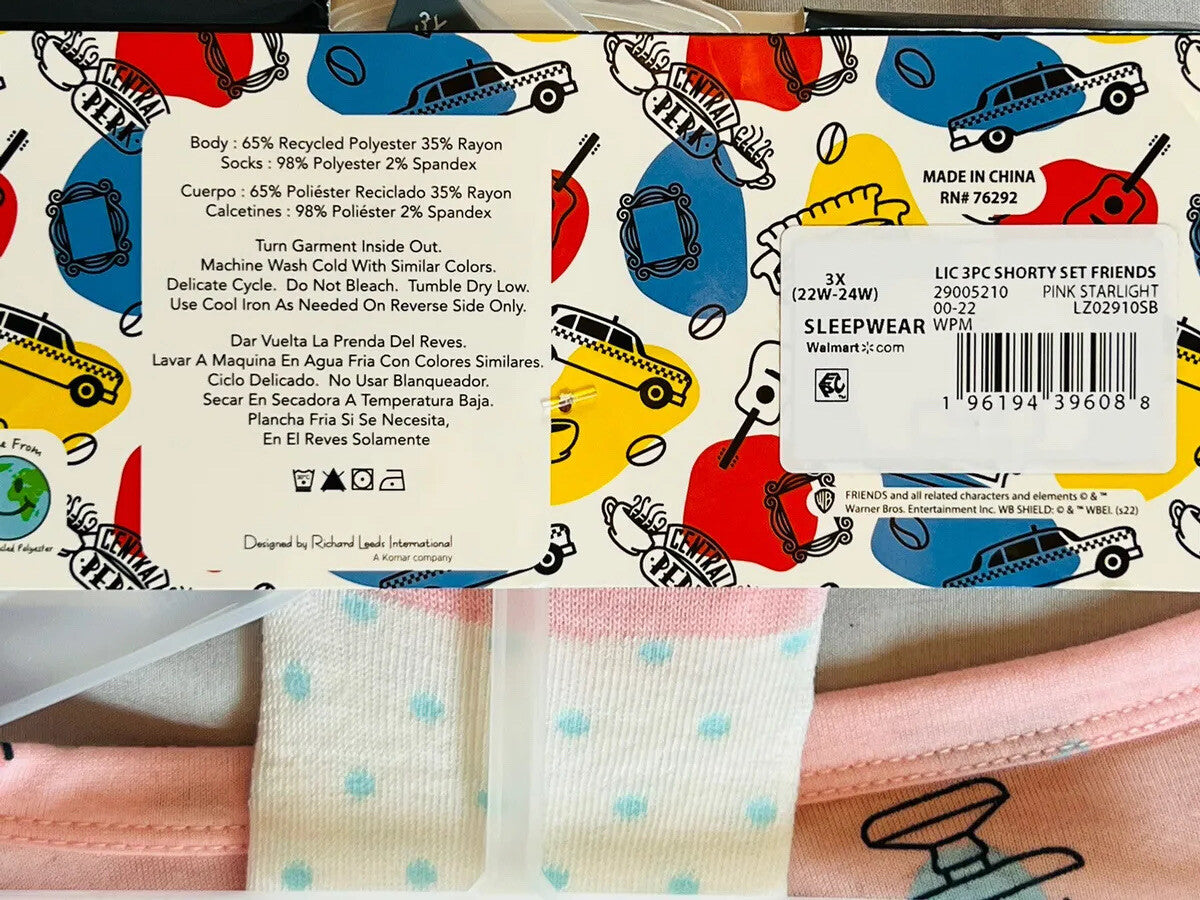 CENTRAL
PERK
CENTRAL
PERK
Body : 65% Recycled Polyester 35% Rayon
Socks : 98% Polyester 2% Spandex
Cuerpo : 65% Poliéster Reciclado 35% Rayon
Calcetines : 98% Poliéster 2% Spandex
Turn Garment Inside Out.
Machine Wash Cold With Similar Colors.
Delicate Cycle. Do Not Bleach. Tumble Dry Low.
Use Cool Iron As Needed On Reverse Side Only.
Dar Vuelta La Prenda Del Reves.
Lavar A Maquina En Agua Fria Con Colores Similares.
Ciclo Delicado. No Usar Blanqueador.
Secar En Secadora A Temperatura Baja.
Plancha Fria Si Se Necesita,
En El Reves Solamente
Designed by Richard Leeds International
A Komar company
MADE IN CHINA
RN# 76292
3X
(22W-24W)
SLEEPWEAR
Walmart com
LIC 3PC SHORTY SET FRIENDS
29005210 PINK STARLIGHT
00-22 LZ02910SB
WPM
1 96194 39608 8
WB
FRIENDS and all related characters and elements © & ™
Warner Bros. Entertainment Inc. WB SHIELD: © & ™ WBEI. (s22)
From
Polyester
CENTRAL
PERK
CENTRAL
PERK